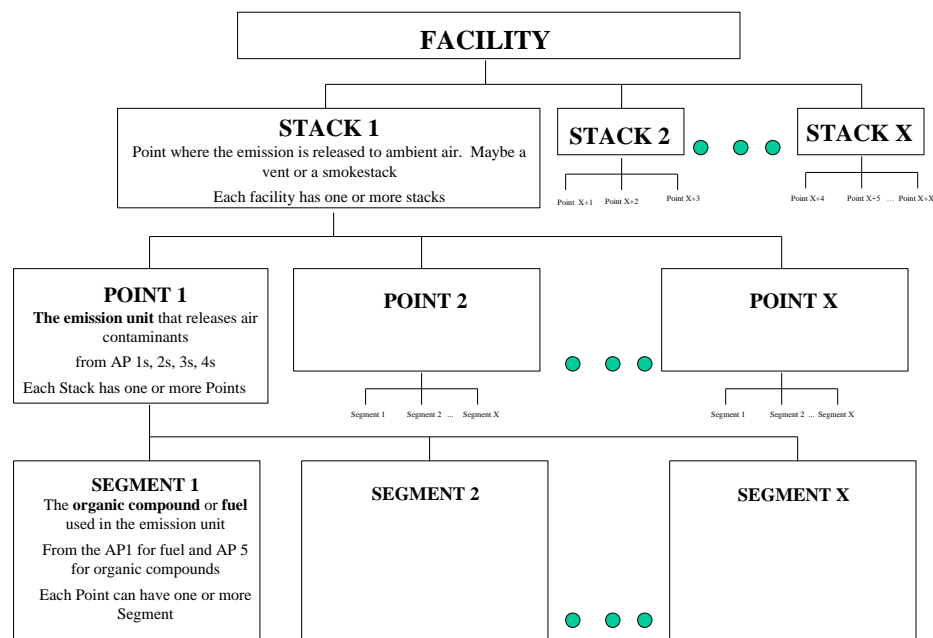 FACILITY
STACK 1
Point where the emission is released to ambient air. Maybe a
vent or a smokestack
Each facility has one or more stacks
STACK 2
STACK X
Point X+1 Point X+2 Point X+3
Point X+4 Point X+5 ... Point X+X
POINT 1
The emission unit that releases air
contaminants
from AP 1s, 2s, 3s, 4s
Each Stack has one or more Points
POINT 2
POINT X
Segment 1 Segment 2 ... Segment X
Segment 1 Segment 2 ... Segment X
SEGMENT 1
The organic compound or fuel
used in the emission unit
From the AP1 for fuel and AP 5
for organic compounds
Each Point can have one or more
Segment
SEGMENT 2
SEGMENT X